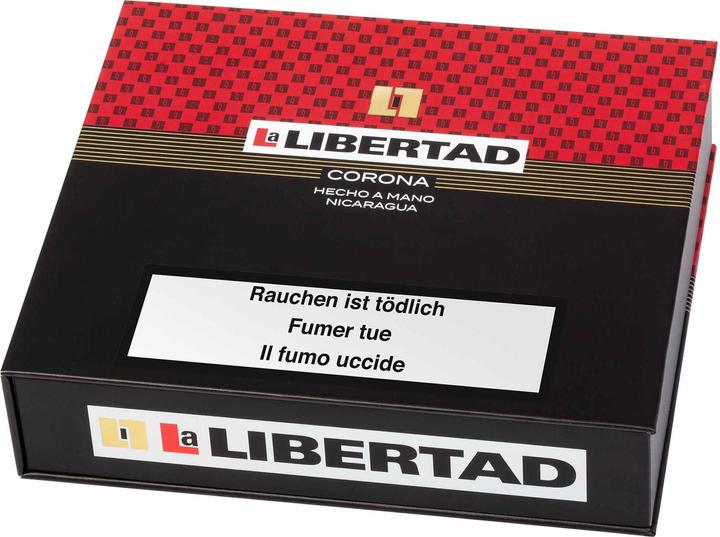 La LIBERTAD
CORONA
HECHO A MANO
NICARAGUA
Rauchen ist tödlich
Fumer tue
Il fumo uccide
La LIBERTAD